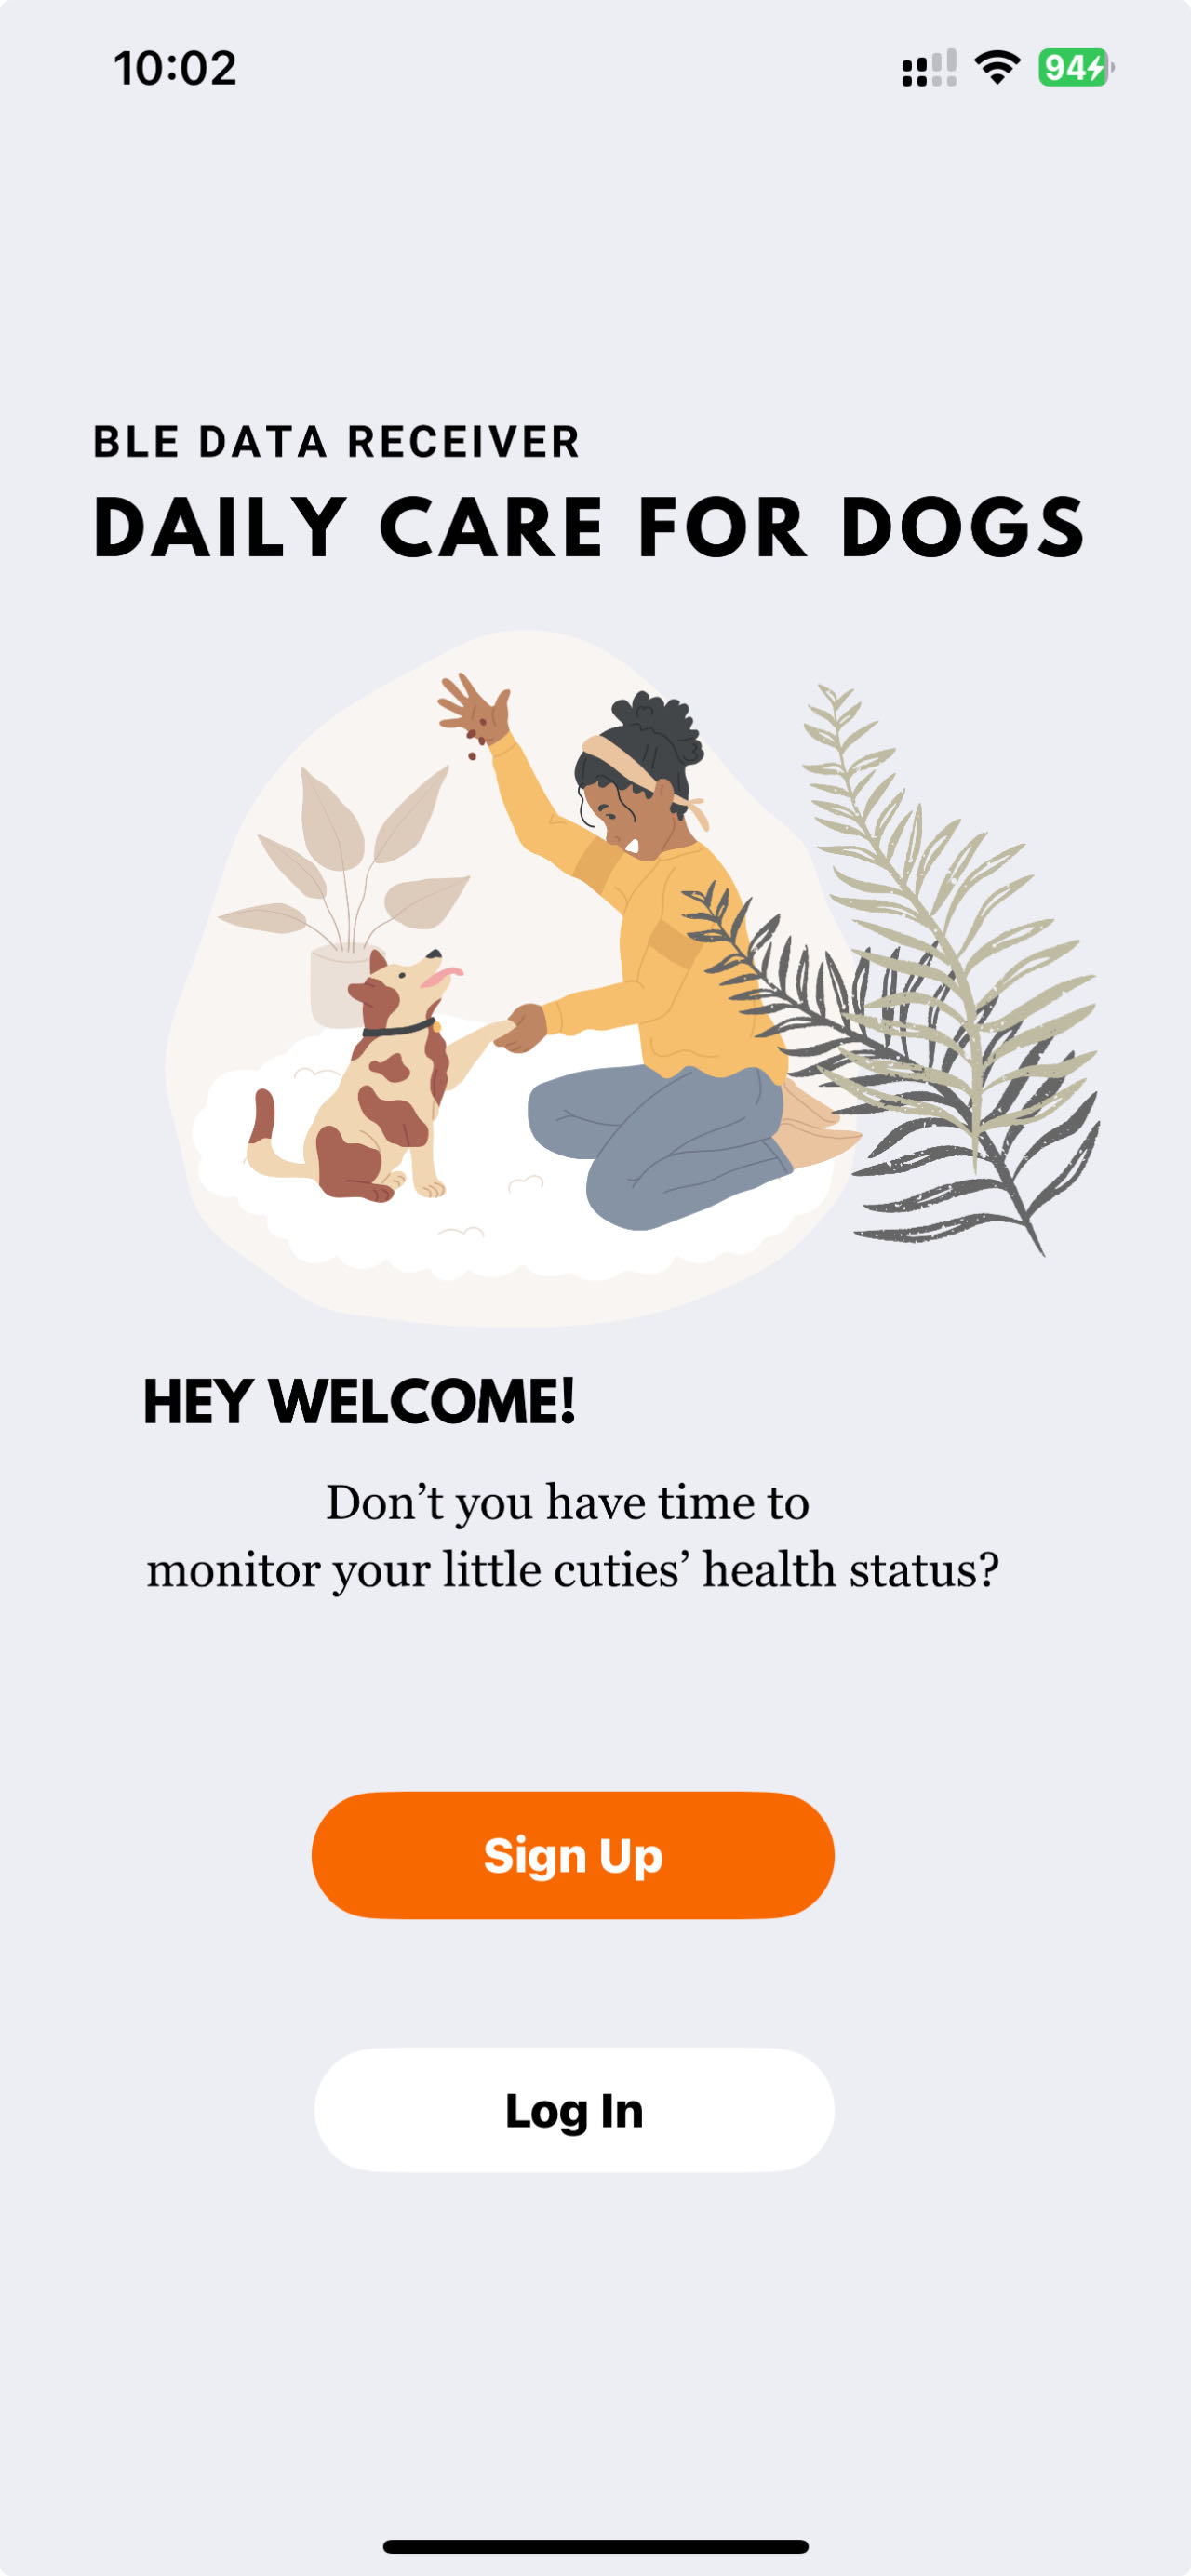 10:02
94
BLE DATA RECEIVER
DAILY CARE FOR DOGS
HEY WELCOME!
Don’t you have time to
monitor your little cuties’ health status?
Sign Up
Log In